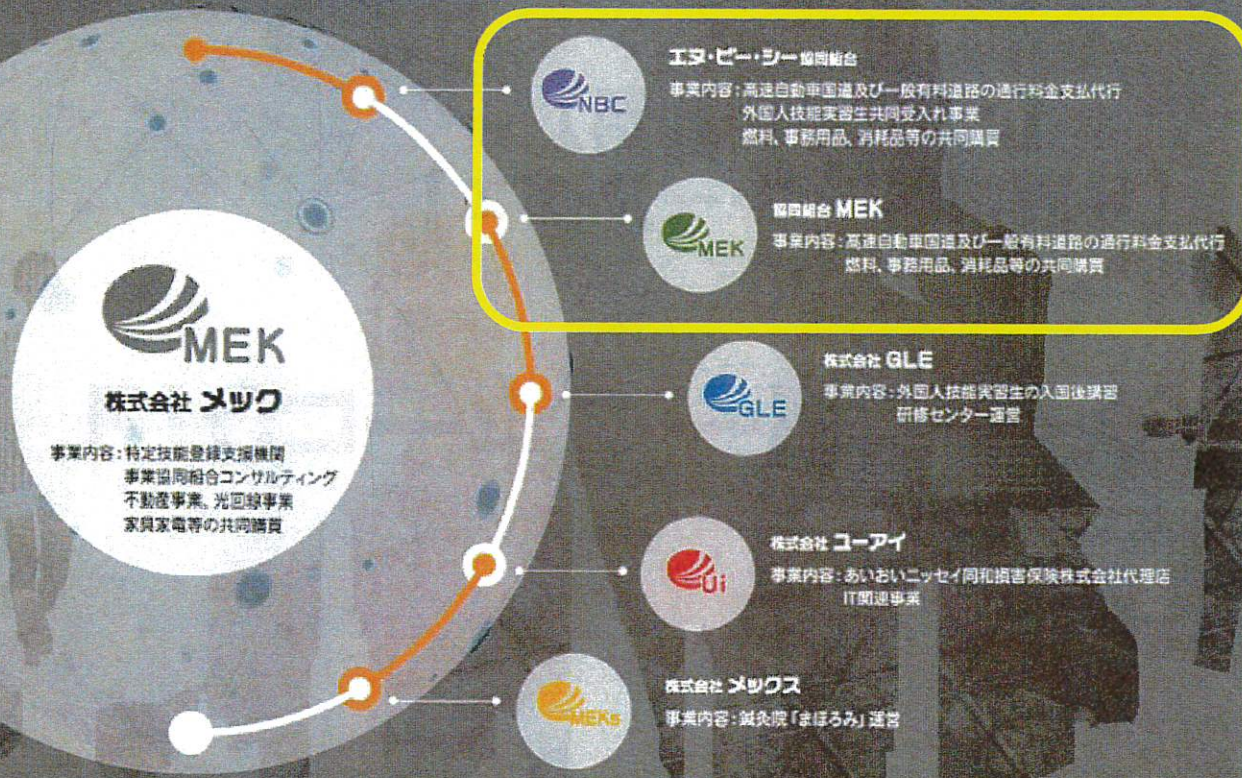 MEK
株式会社 メック
事業内容：特定技能登録支援機関
事業協同組合コンサルティング
不動産事業、光回線事業
家具家電等の共同購買
NBC
エヌ・ビー・シー協同組合
事業内容：高速自動車国道及び一般有料道路の通行料金支払代行
外国人技能実習生共同受入れ事業
燃料、事務用品、消耗品等の共同購買
MEK
協同組合 MEK
事業内容：高速自動車国道及び一般有料道路の通行料金支払代行
燃料、事務用品、消耗品等の共同購買
GLE
株式会社 GLE
事業内容：外国人技能実習生の入国後講習
研修センター運営
Ui
株式会社 ユーアイ
事業内容：あいおいニッセイ同和損害保険株式会社代理店
IT関連事業
MEKs
株式会社 メックス
事業内容：鍼灸院「まほろみ」運営